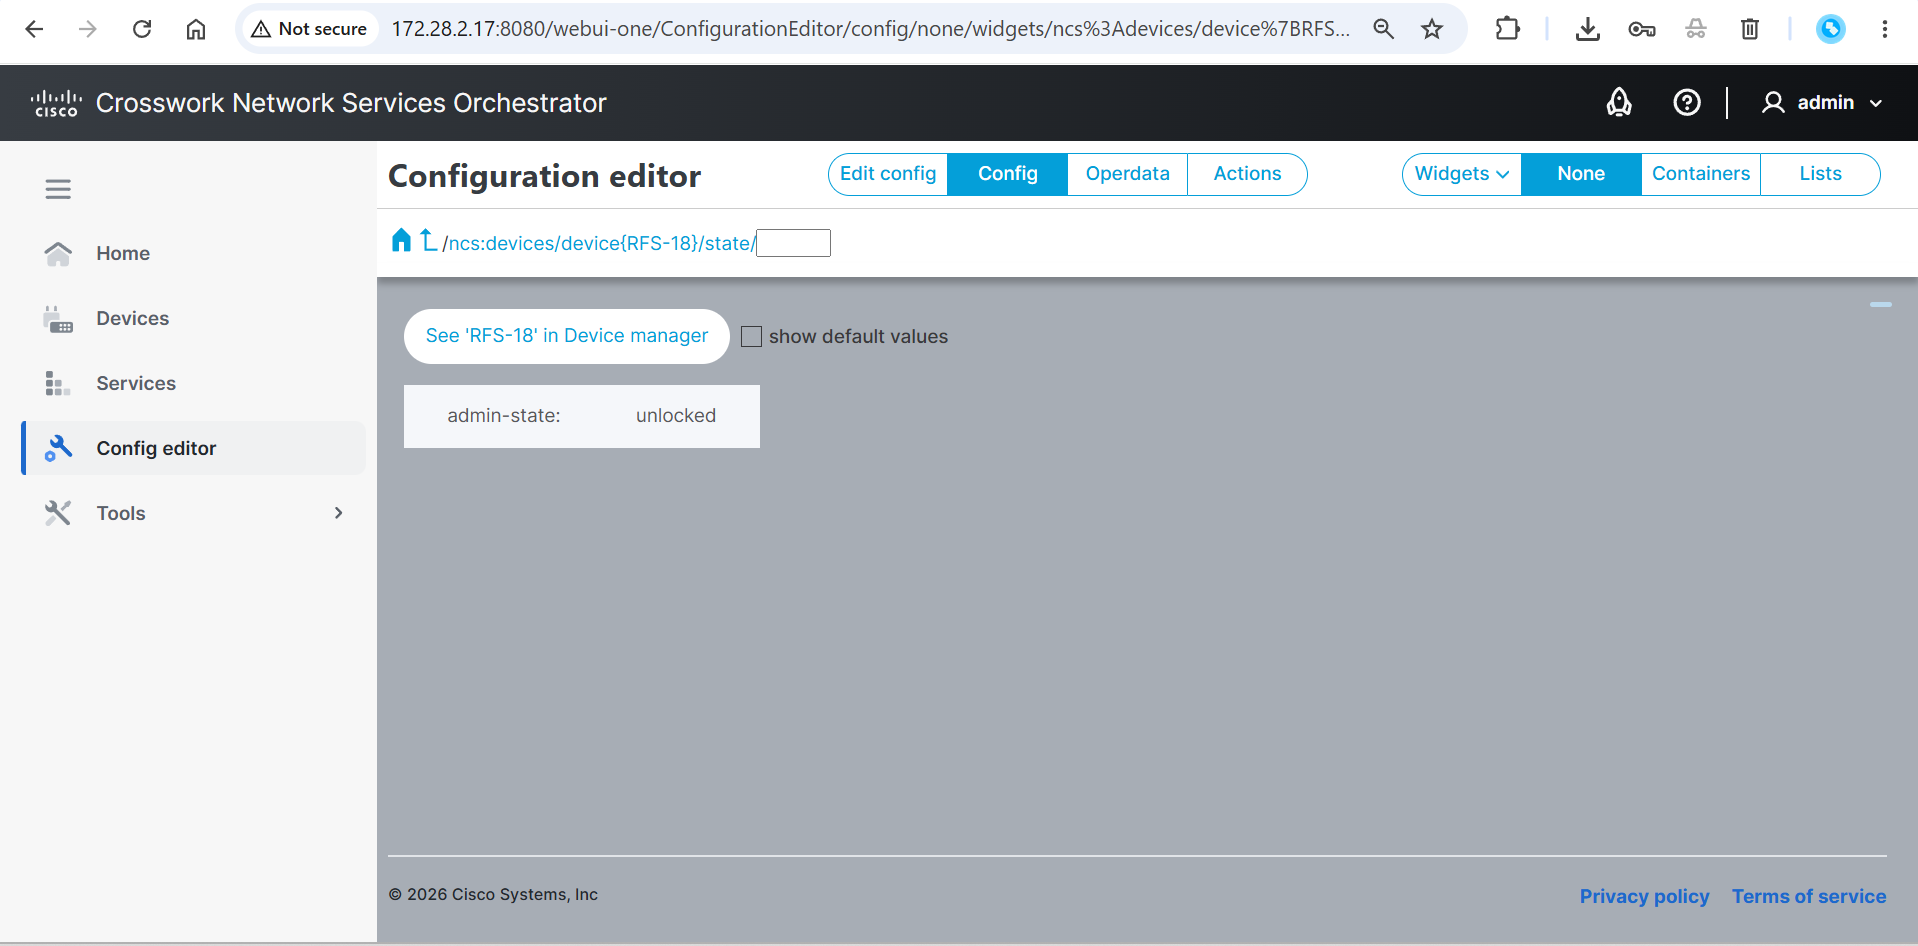 Not secure
172.28.2.17:8080/webui-one/ConfigurationEditor/config/none/widgets/ncs%3Adevices/device%7BRFS...
cisco
Crosswork Network Services Orchestrator
admin
Configuration editor
Edit config
Config
Operdata
Actions
Widgets
None
Containers
Lists
/ncs:devices/device{RFS-18}/state/
Home
Devices
Services
Config editor
Tools
See 'RFS-18' in Device manager
show default values
admin-state: unlocked
© 2026 Cisco Systems, Inc
Privacy policy
Terms of service